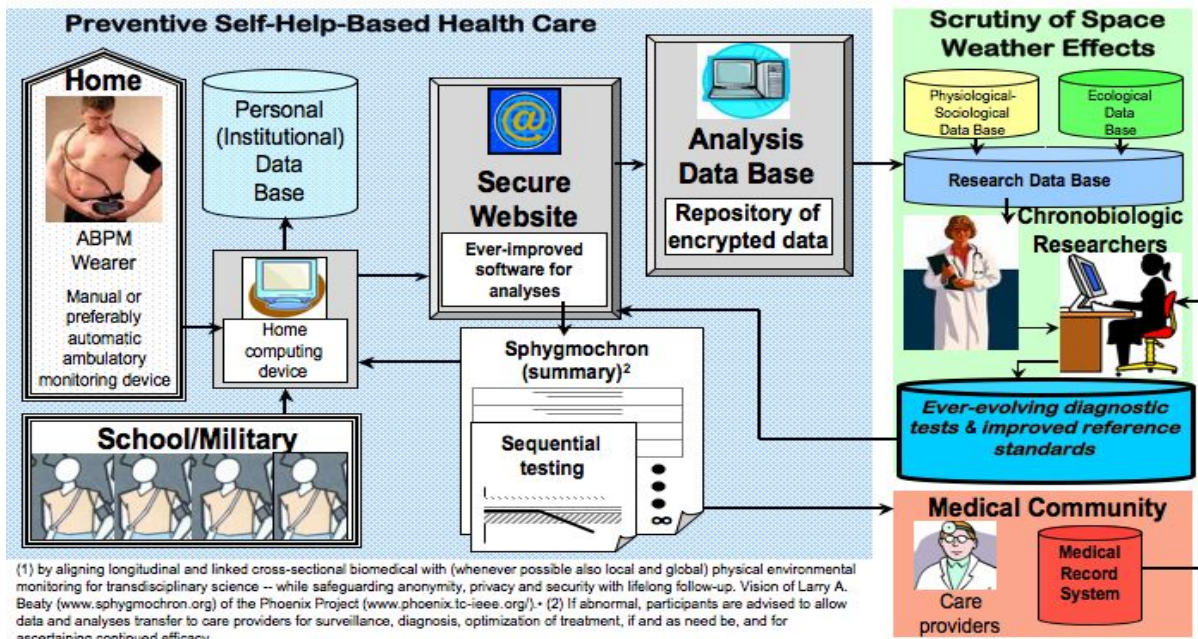 Preventive Self-Help-Based Health Care
Home
ABPM
Wearer
Manual or
preferably
automatic
ambulatory
monitoring device
Personal
(Institutional)
Data
Base
Home
computing
device
School/Military
@
Secure
Website
Ever-improved
software for
analyses
Analysis
Data Base
Repository of
encrypted data
Sphygmochron
(summary)2
Sequential
testing
∞
Scrutiny of Space
Weather Effects
Physiological-
Sociological
Data Base
Ecological
Data
Base
Research Data Base
Chronobiologic
Researchers
Ever-evolving diagnostic
tests & improved reference
standards
Medical Community
Care
providers
Medical
Record
System
(1) by aligning longitudinal and linked cross-sectional biomedical with (whenever possible also local and global) physical environmental
monitoring for transdisciplinary science -- while safeguarding anonymity, privacy and security with lifelong follow-up. Vision of Larry A.
Beaty (www.sphygmochron.org) of the Phoenix Project (www.phoenix.tc-ieee.org/).• (2) If abnormal, participants are advised to allow
data and analyses transfer to care providers for surveillance, diagnosis, optimization of treatment, if and as need be, and for
ascertaining continued efficacy